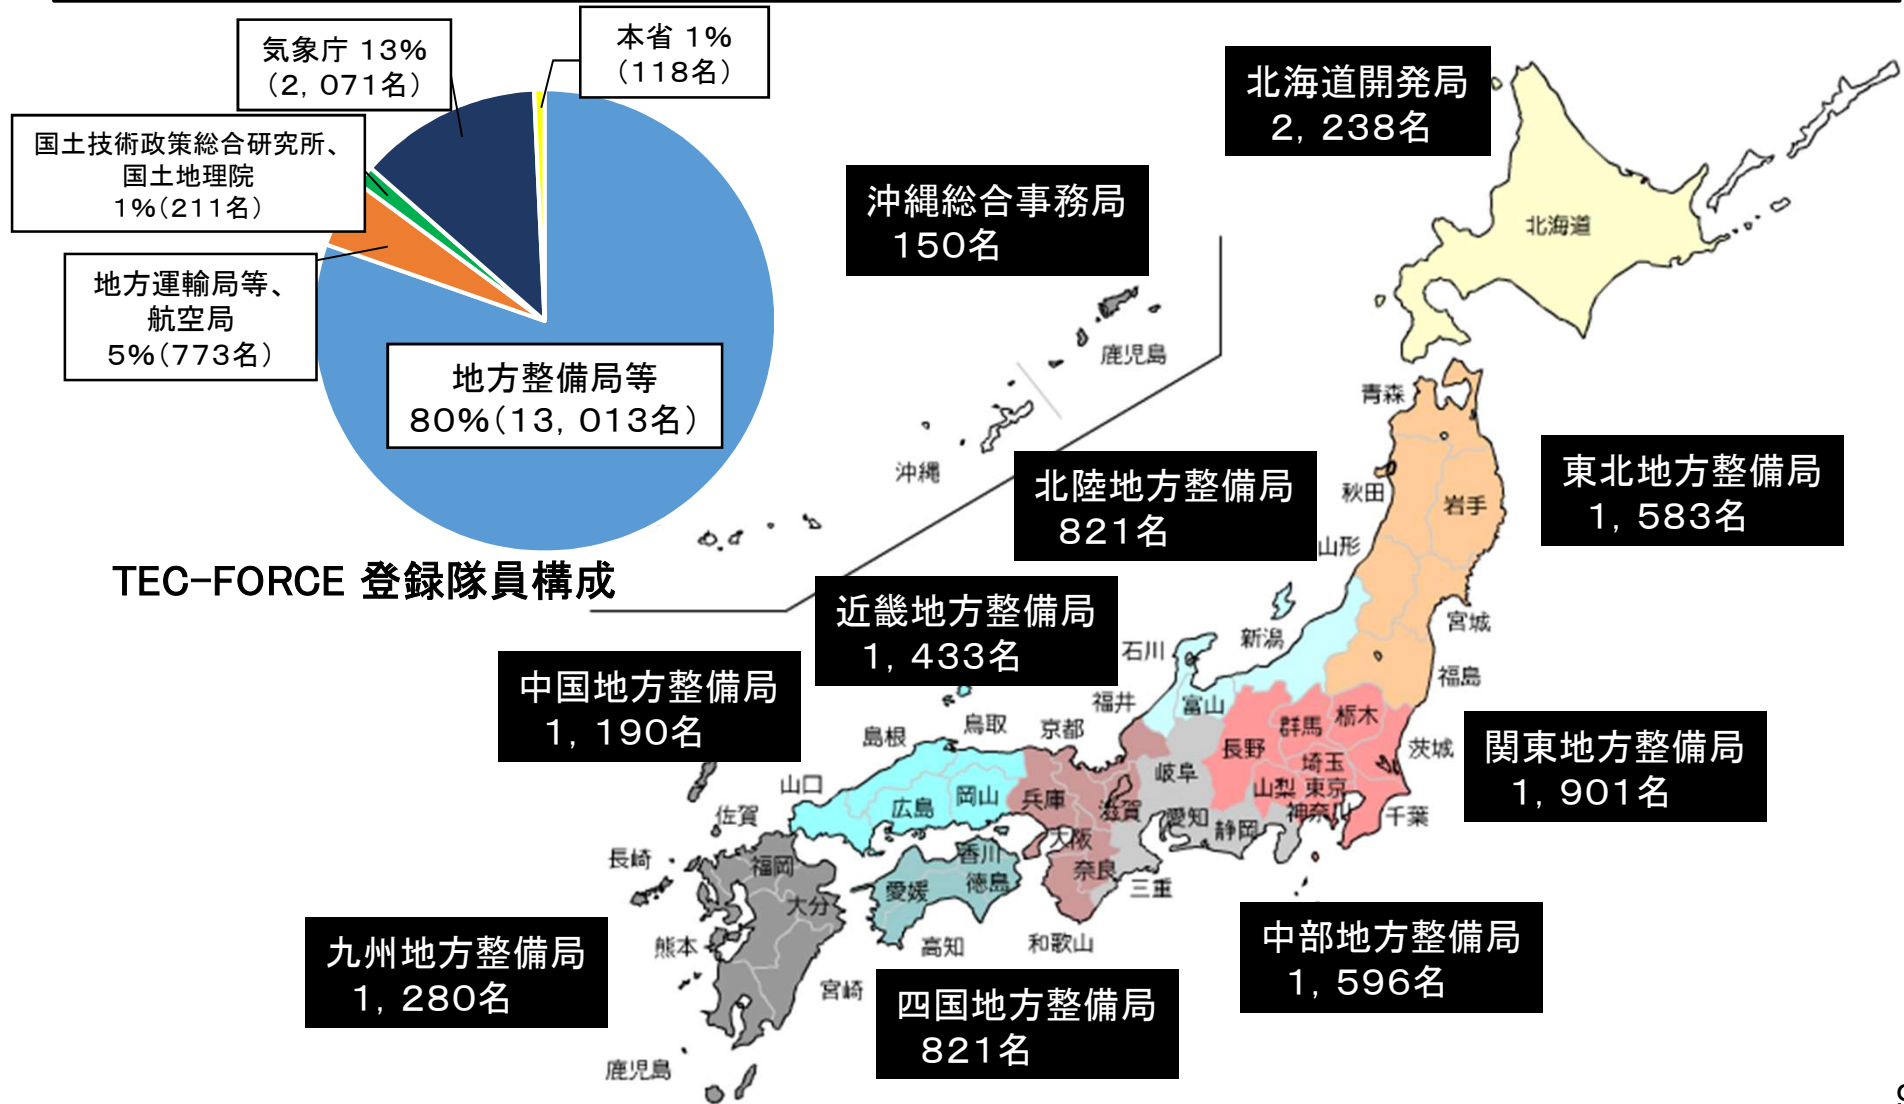 気象庁 13%
(2, 071名)
本省 1%
(118名)
国土技術政策総合研究所、
国土地理院
1%(211名)
地方運輸局等、
航空局
5%(773名)
地方整備局等
80%(13, 013名)
TEC-FORCE 登録隊員構成
北海道開発局
2, 238名
沖縄総合事務局
150名
北海道
鹿児島
沖縄
青森
秋田
岩手
山形
宮城
福島
東北地方整備局
1, 583名
北陸地方整備局
821名
近畿地方整備局
1, 433名
中国地方整備局
1, 190名
新潟
石川
富山
福井
群馬
栃木
茨城
長野
埼玉
山梨
東京
神奈川
千葉
関東地方整備局
1, 901名
岐阜
愛知
静岡
三重
京都
滋賀
兵庫
大阪
奈良
和歌山
鳥取
島根
岡山
広島
山口
香川
徳島
愛媛
高知
佐賀
長崎
福岡
大分
熊本
宮崎
鹿児島
九州地方整備局
1, 280名
四国地方整備局
821名
中部地方整備局
1, 596名